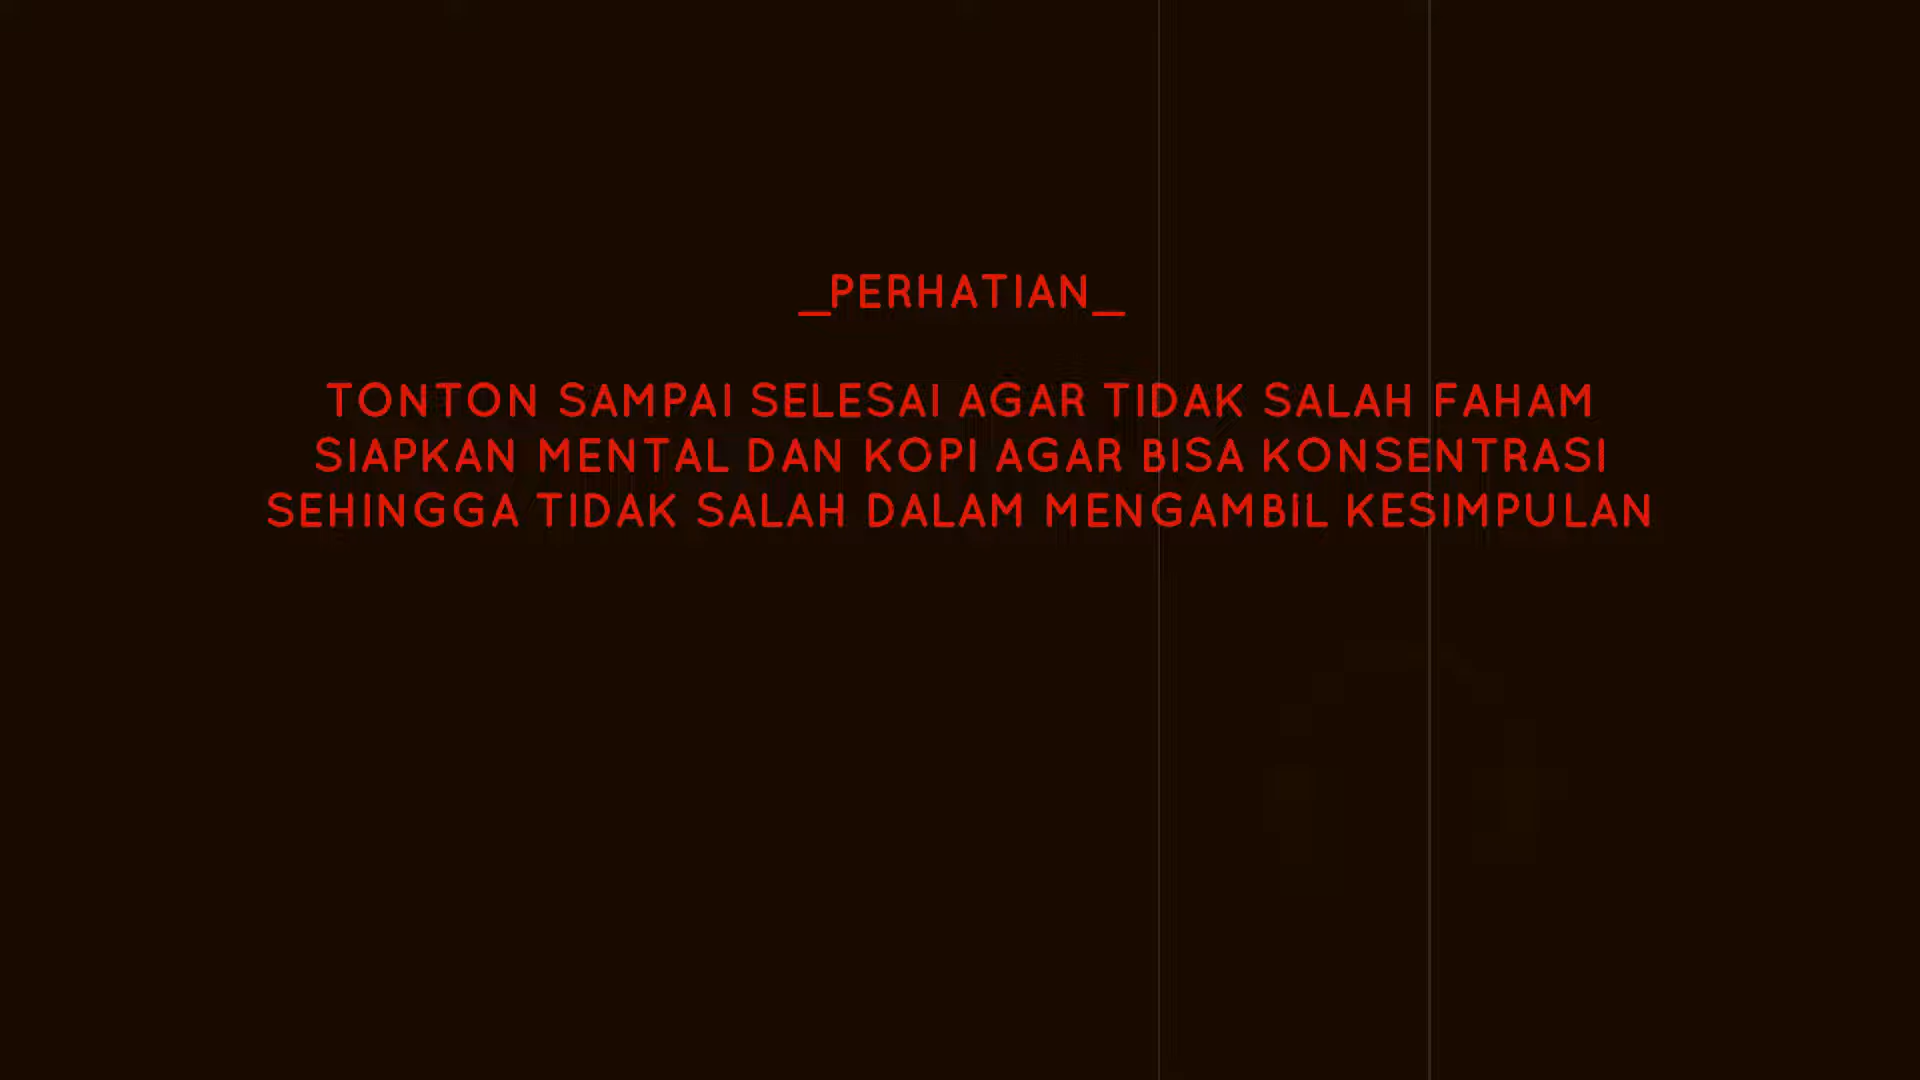 _PERHATIAN_
TONTON SAMPAI SELESAI AGAR TIDAK SALAH FAHAM
SIAPKAN MENTAL DAN KOPI AGAR BISA KONSENTRASI
SEHINGGA TIDAK SALAH DALAM MENGAMBiL KESIMPULAN